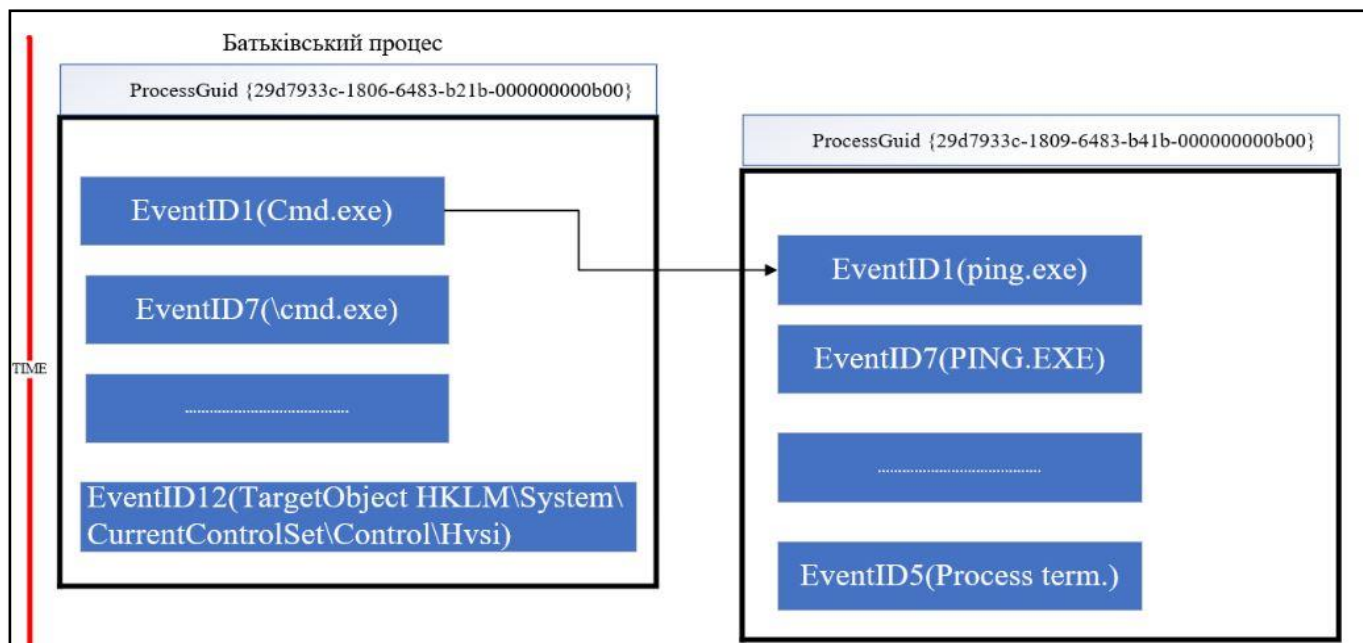 Батьківський процес
ProcessGuid {29d7933c-1806-6483-b21b-000000000b00}
EventID1(Cmd.exe)
EventID7(\cmd.exe)
........................................
EventID12(TargetObject HKLM\System\
CurrentControlSet\Control\Hvsi)
TIME
ProcessGuid {29d7933c-1809-6483-b41b-000000000b00}
EventID1(ping.exe)
EventID7(PING.EXE)
........................................
EventID5(Process term.)